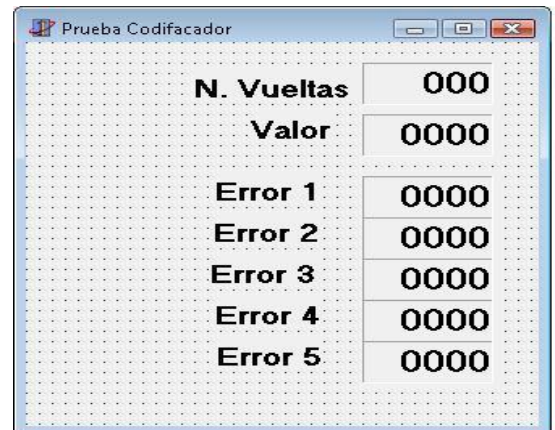 Prueba Codifacador
N. Vueltas 000
Valor 0000
Error 1 0000
Error 2 0000
Error 3 0000
Error 4 0000
Error 5 0000